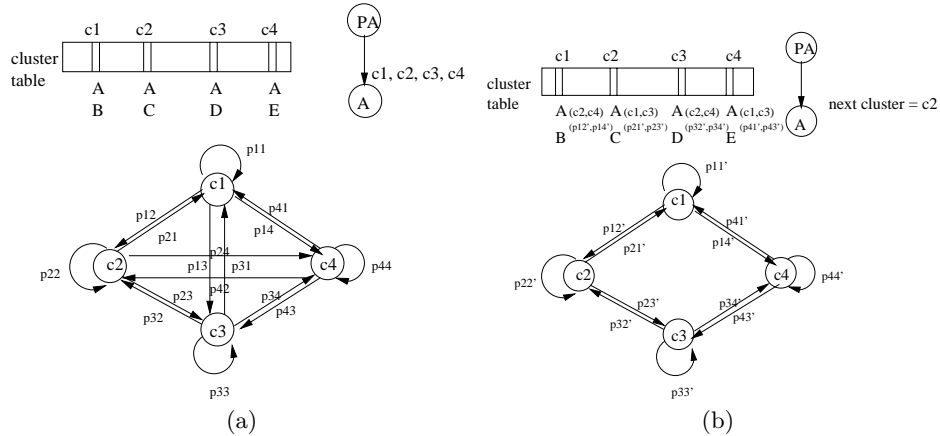 c1 c2 c3 c4
cluster
table
A A A A
B C D E
PA
c1, c2, c3, c4
A
p11
c1
p12
p21
p41
p14
p24
c2
c4
p22
p13
p31
p44
p42
p23
p32
p34
p43
c3
p33
(a)
c1 c2 c3 c4
cluster
table
A (c2,c4) A (c1,c3) A (c2,c4) A (c1,c3)
(p12',p14') (p21',p23') (p32',p34') (p41',p43')
B C D E
PA
A
next cluster = c2
p11'
c1
p12'
p21'
p41'
p14'
c2
c4
p22'
p44'
p23'
p32'
p34'
p43'
c3
p33'
(b)